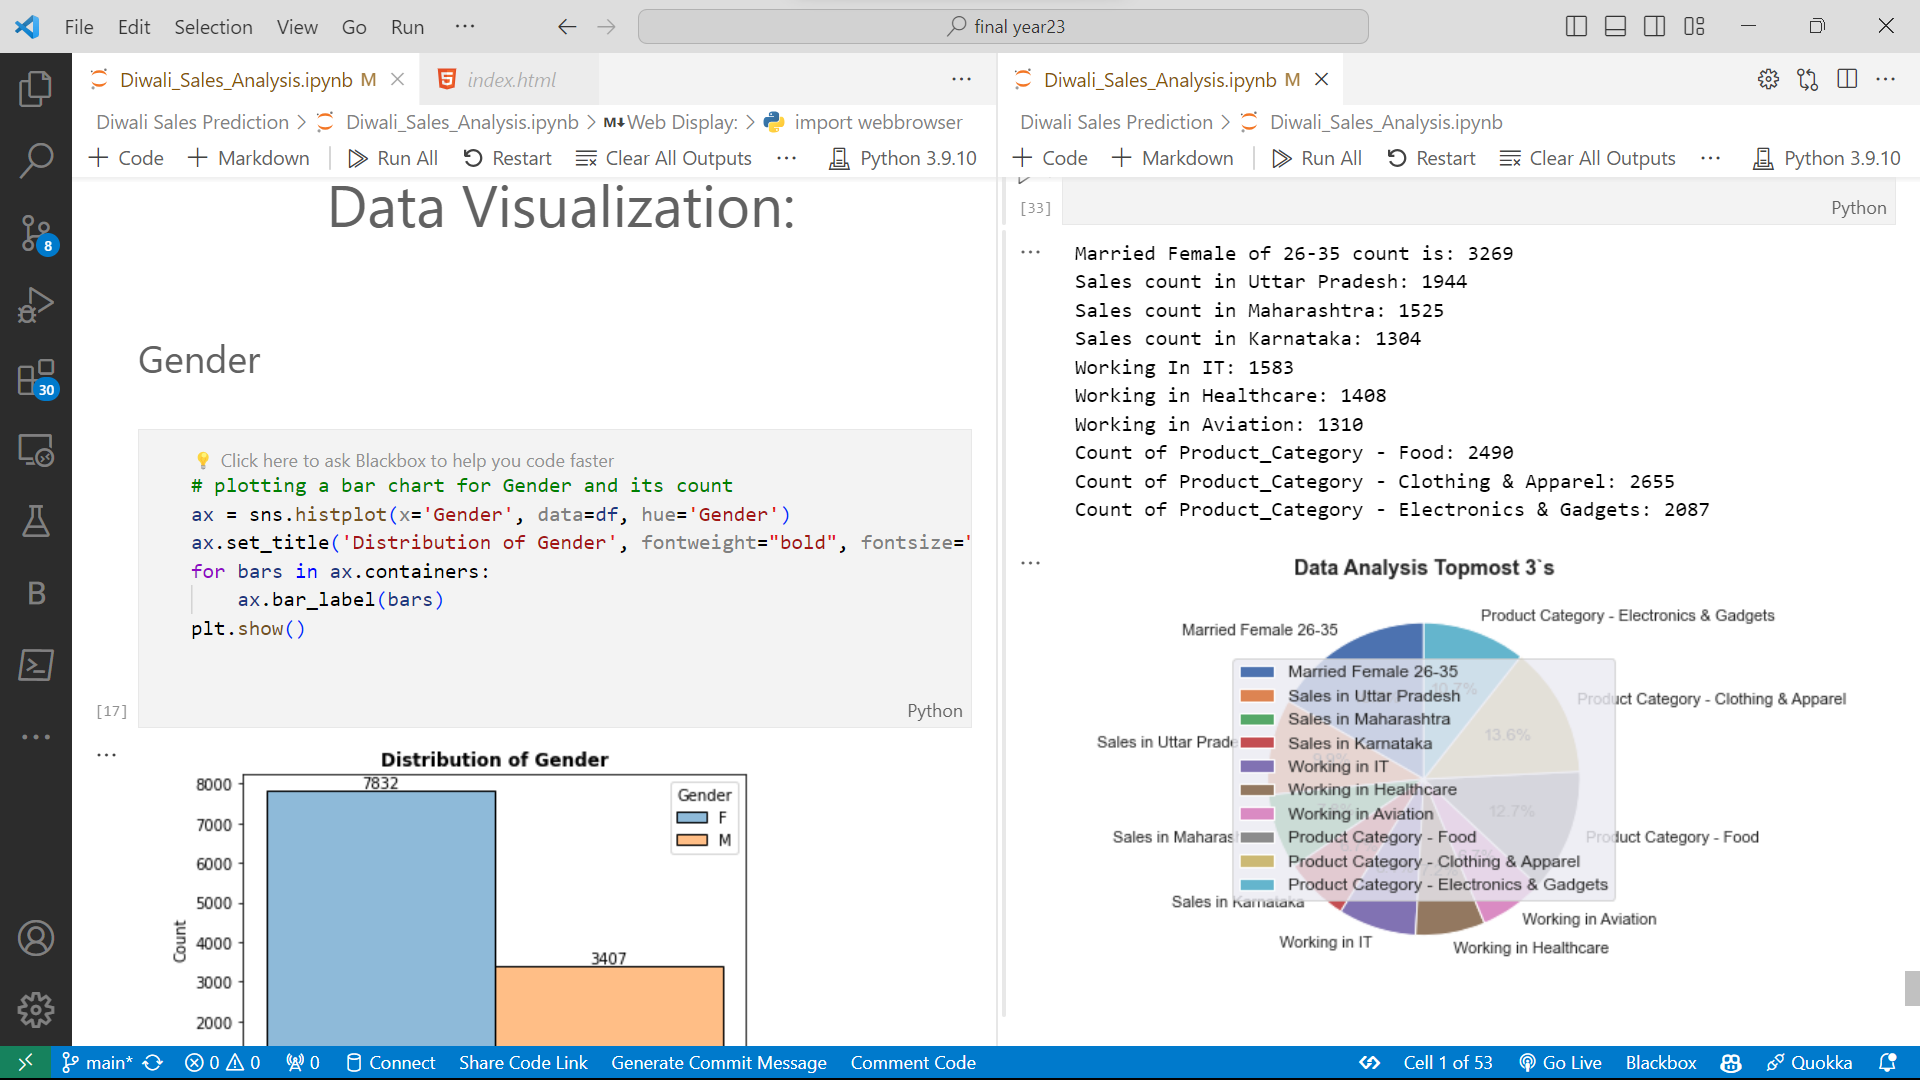 File Edit Selection View Go Run ···
final year23
Diwali_Sales_Analysis.ipynb M
index.html
Diwali Sales Prediction > Diwali_Sales_Analysis.ipynb > M↓Web Display: > import webbrowser
+ Code + Markdown Run All Restart Clear All Outputs ··· Python 3.9.10
Data Visualization:
Gender
Click here to ask Blackbox to help you code faster
# plotting a bar chart for Gender and its count
ax = sns.histplot(x='Gender', data=df, hue='Gender')
ax.set_title('Distribution of Gender', fontweight="bold", fontsize='
for bars in ax.containers:
    ax.bar_label(bars)
plt.show()
[17]
Python
Distribution of Gender
8000
7000
6000
5000
4000
3000
2000
Count
7832
3407
Gender
F
M
Diwali_Sales_Analysis.ipynb M
Diwali Sales Prediction > Diwali_Sales_Analysis.ipynb
+ Code + Markdown Run All Restart Clear All Outputs ··· Python 3.9.10
[33]
Python
Married Female of 26-35 count is: 3269
Sales count in Uttar Pradesh: 1944
Sales count in Maharashtra: 1525
Sales count in Karnataka: 1304
Working In IT: 1583
Working in Healthcare: 1408
Working in Aviation: 1310
Count of Product_Category - Food: 2490
Count of Product_Category - Clothing & Apparel: 2655
Count of Product_Category - Electronics & Gadgets: 2087
Data Analysis Topmost 3`s
Product Category - Electronics & Gadgets
Married Female 26-35
Product Category - Clothing & Apparel
Sales in Uttar Prade
Sales in Maharas
Product Category - Food
Sales in Karnataka
Working in Aviation
Working in IT
Working in Healthcare
13.6%
12.7%
Married Female 26-35
Sales in Uttar Pradesh
Sales in Maharashtra
Sales in Karnataka
Working in IT
Working in Healthcare
Working in Aviation
Product Category - Food
Product Category - Clothing & Apparel
Product Category - Electronics & Gadgets
8
30
B
main* 0 0 0 Connect Share Code Link Generate Commit Message Comment Code
Cell 1 of 53 Go Live Blackbox Quokka